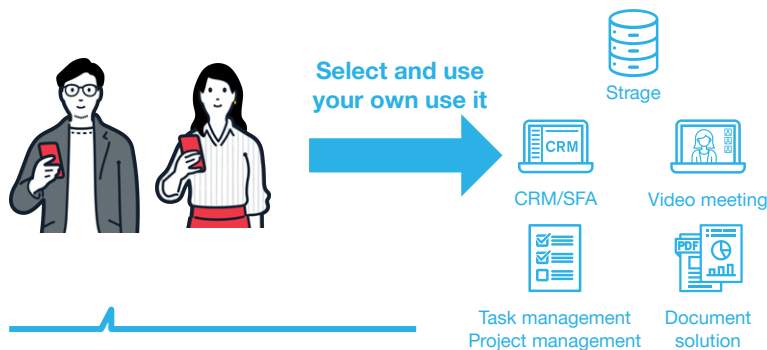 Select and use
your own use it
Strage
CRM
CRM/SFA
Video meeting
PDF
Task management
Project management
Document
solution